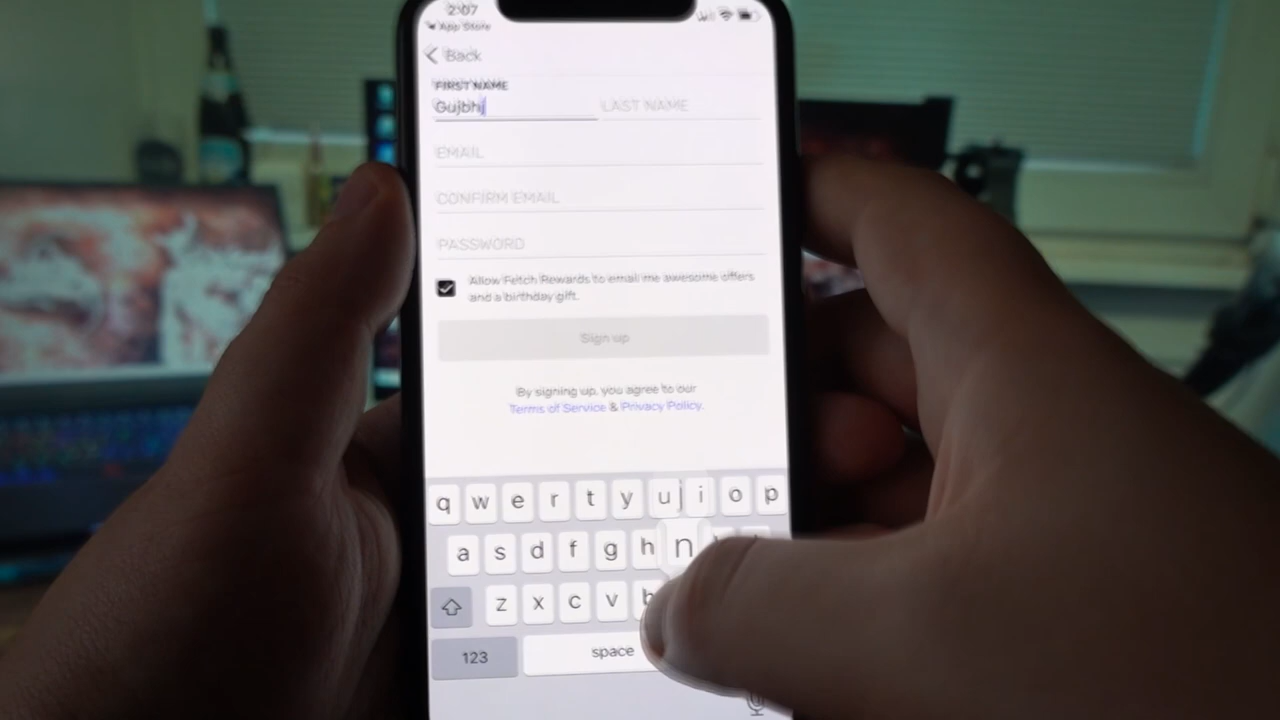 2:07
App Store
Back
FIRST NAME
Gujbhj
LAST NAME
EMAIL
CONFIRM EMAIL
PASSWORD
Allow Fetch Rewards to email me awesome offers
and a birthday gift.
Sign up
By signing up, you agree to our
Terms of Service & Privacy Policy.
q w e r t y u j i o p
a s d f g h n
z x c v b
123 space